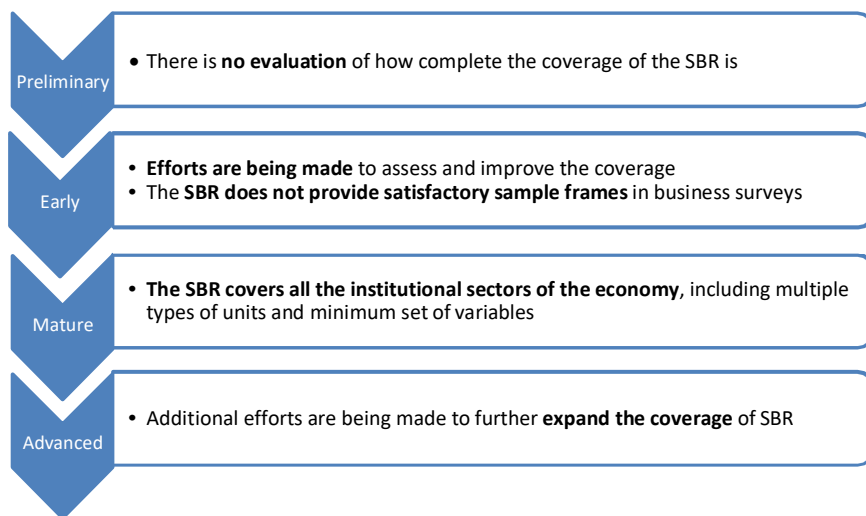 Preliminary
• There is no evaluation of how complete the coverage of the SBR is
Early
• Efforts are being made to assess and improve the coverage
• The SBR does not provide satisfactory sample frames in business surveys
Mature
• The SBR covers all the institutional sectors of the economy, including multiple
types of units and minimum set of variables
Advanced
• Additional efforts are being made to further expand the coverage of SBR